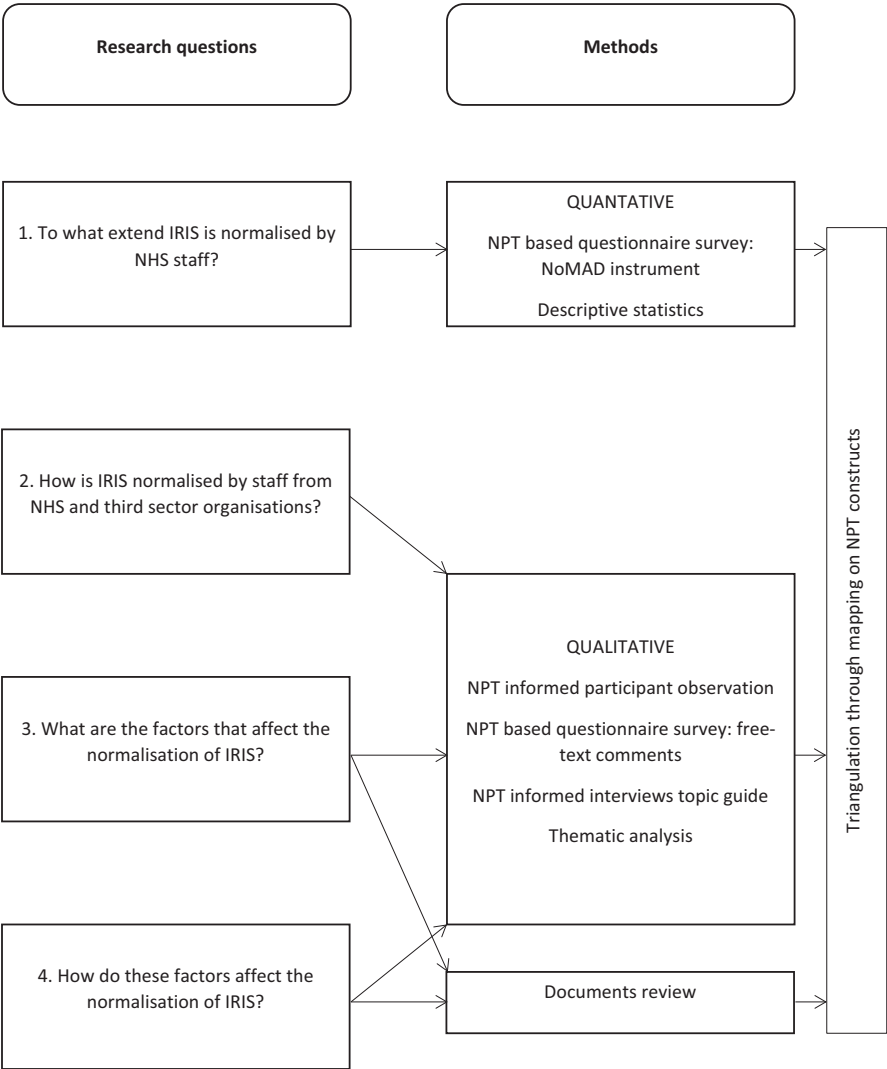 Research questions
Methods
1. To what extend IRIS is normalised by
NHS staff?
QUANTATIVE
NPT based questionnaire survey:
NoMAD instrument
Descriptive statistics
2. How is IRIS normalised by staff from
NHS and third sector organisations?
3. What are the factors that affect the
normalisation of IRIS?
QUALITATIVE
NPT informed participant observation
NPT based questionnaire survey: free-
text comments
NPT informed interviews topic guide
Thematic analysis
4. How do these factors affect the
normalisation of IRIS?
Documents review
Triangulation through mapping on NPT constructs